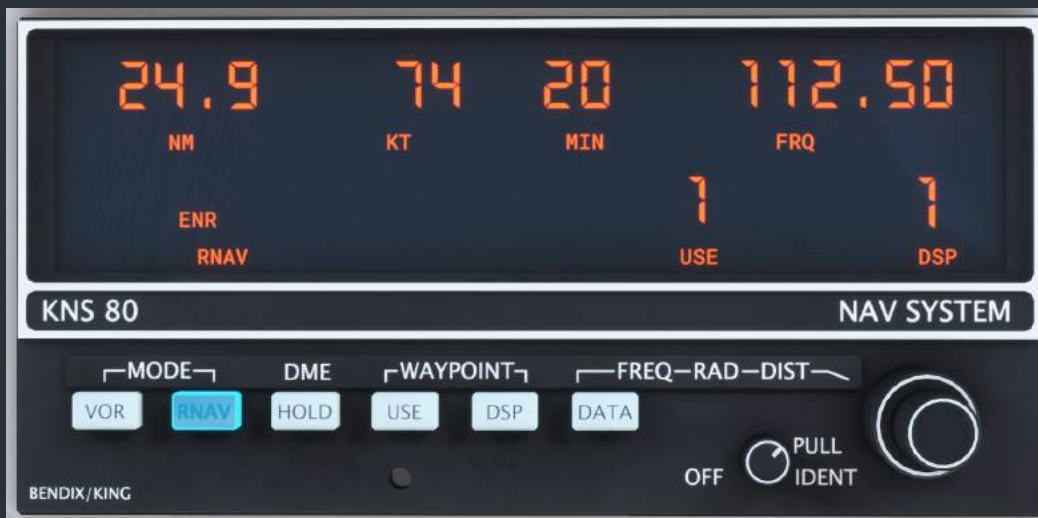 24.9 74 20 112.50
NM KT MIN FRQ
1 1
ENR
RNAV USE DSP
KNS 80 NAV SYSTEM
MODE DME WAYPOINT FREQ-RAD-DIST
VOR RNAV HOLD USE DSP DATA
PULL
OFF IDENT
BENDIX/KING